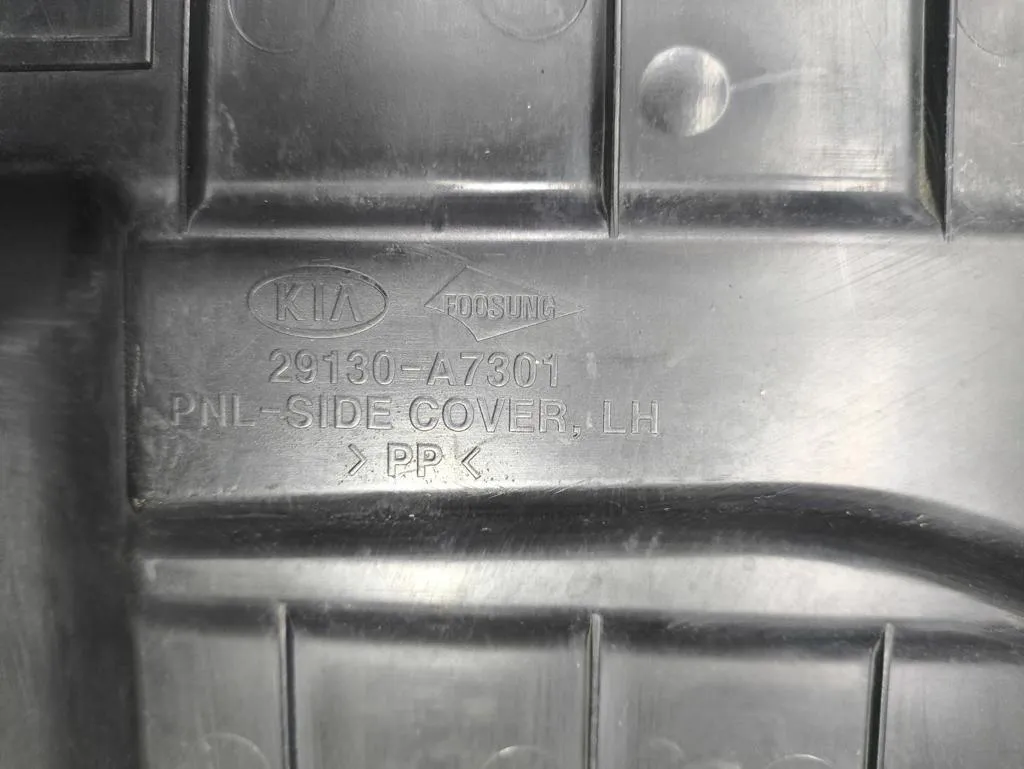 KIA FOOSUNG
29130-A7301
PNL-SIDE COVER, LH
> PP <